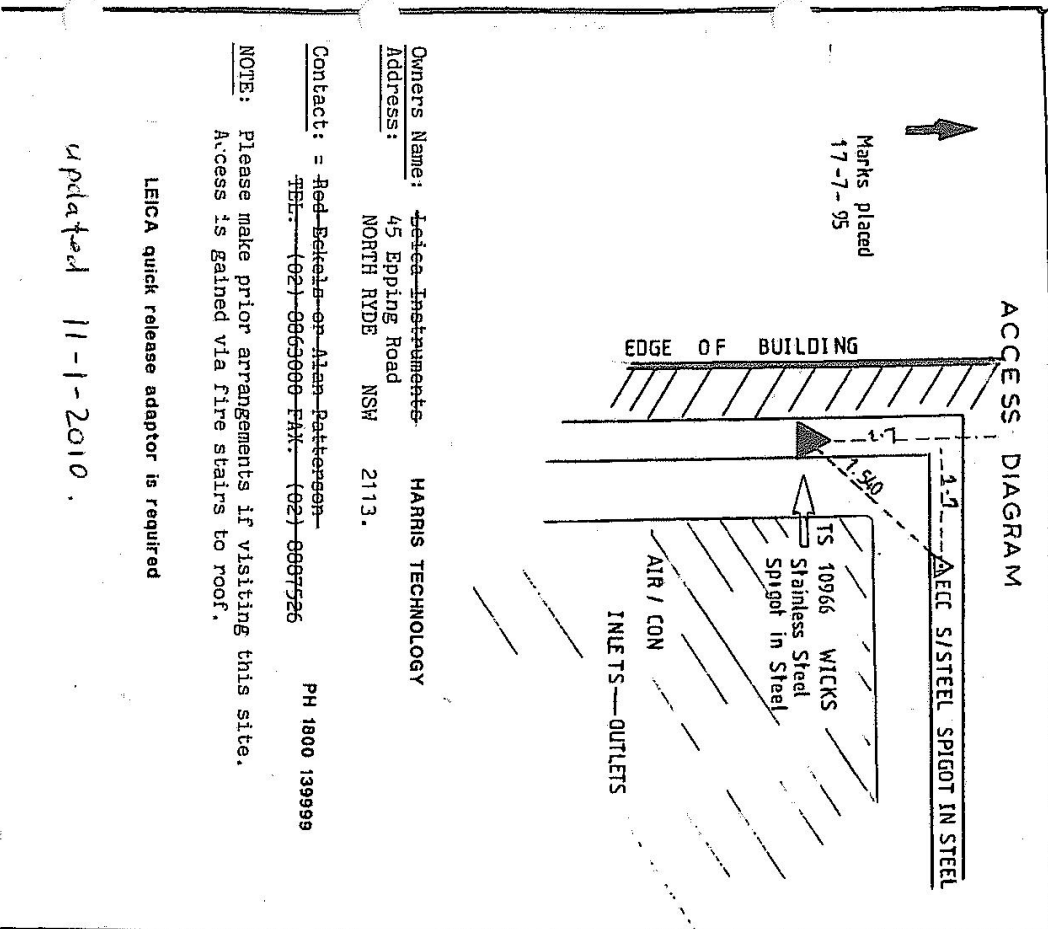 ACCESS DIAGRAM
Marks placed
17-7-95
EDGE OF BUILDING
1.7
1.7
1.540
ECC S/STEEL SPIGOT IN STEEL
TS 10966 WICKS
Stainless Steel
Spigot in Steel
AIR / CON
INLETS—OUTLETS
Owners Name: Leica Instruments HARRIS TECHNOLOGY
Address: 45 Epping Road
NORTH RYDE NSW 2113.
Contact: = Rod Eckels or Alan Patterson
TEL. (02) 8863000 FAX. (02) 8887526
PH 1800 139999
NOTE: Please make prior arrangements if visiting this site.
Access is gained via fire stairs to roof.
LEICA quick release adaptor is required
updated 11-1-2010.